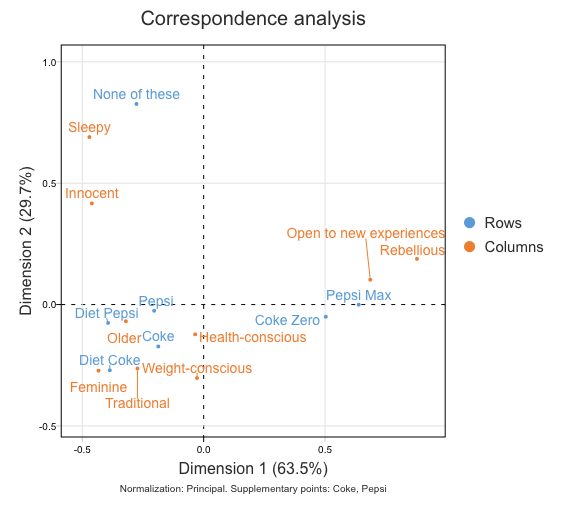 Correspondence analysis
1.0
None of these
Sleepy
0.5
Innocent
Open to new experiences
Rebellious
Rows
Columns
Dimension 2 (29.7%)
Pepsi Max
Pepsi
0.0
Diet Pepsi
Coke Zero
Older
Coke
Health-conscious
Diet Coke
Weight-conscious
Feminine
Traditional
-0.5
-0.5
0.0
0.5
Dimension 1 (63.5%)
Normalization: Principal. Supplementary points: Coke, Pepsi